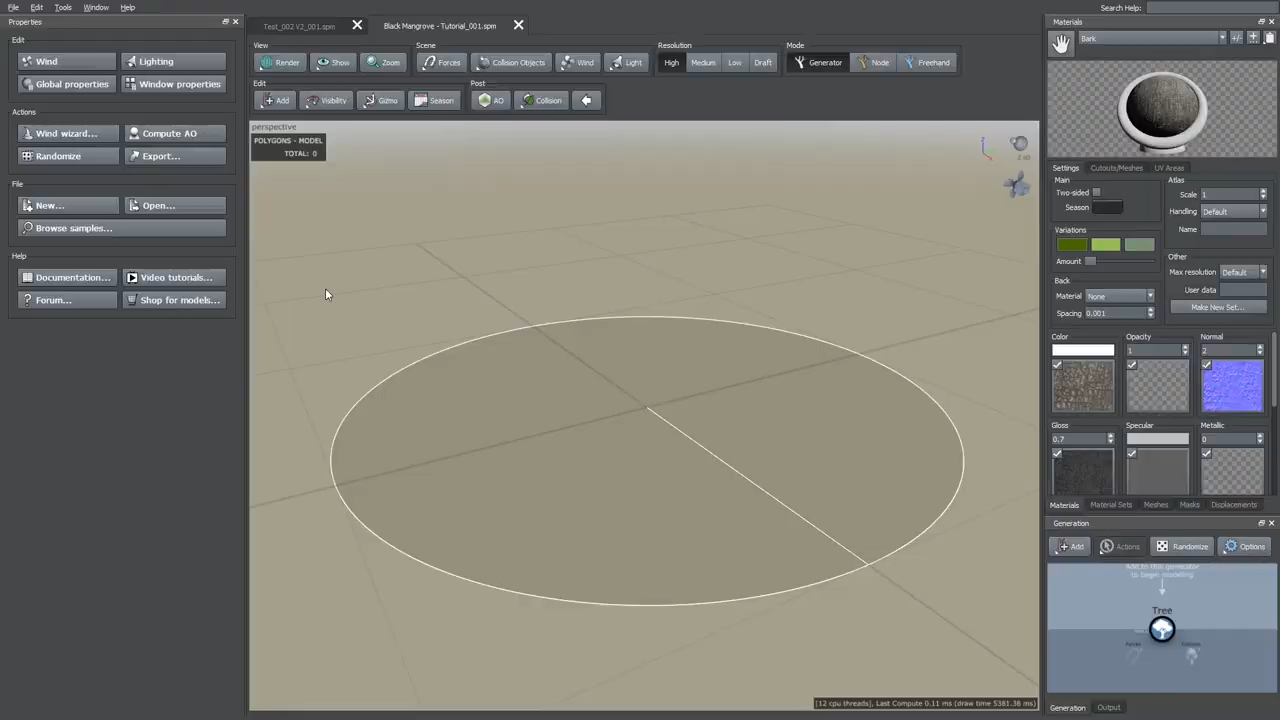 File Edit Tools Window Help
Search Help:
Properties
Edit
Wind
Lighting
Global properties
Window properties
Actions
Wind wizard...
Compute AO
Randomize
Export...
File
New...
Open...
Browse samples...
Help
Documentation...
Video tutorials...
Forum...
Shop for models...
Test_002 V2_001.spm
Black Mangrove - Tutorial_001.spm
View
Render
Show
Zoom
Scene
Forces
Collision Objects
Wind
Light
Resolution
High
Medium
Low
Draft
Mode
Generator
Node
Freehand
Edit
Add
Visibility
Gizmo
Season
Post
AO
Collision
perspective
POLYGONS - MODEL
TOTAL: 0
[12 cpu threads], Last Compute 0.11 ms (draw time 5381.38 ms)
Materials
Bark
Settings
Cutouts/Meshes
UV Areas
Main
Two-sided
Season
Atlas
Scale 1
Handling Default
Name
Variations
Amount
Other
Max resolution Default
User data
Make New Set...
Back
Material None
Spacing 0.001
Color
Opacity
1
Normal
2
Gloss
0.7
Specular
Metallic
0
Materials
Material Sets
Meshes
Masks
Displacements
Generation
Add
Actions
Randomize
Options
Add to this generator
to begin modeling
Tree
Generation
Output